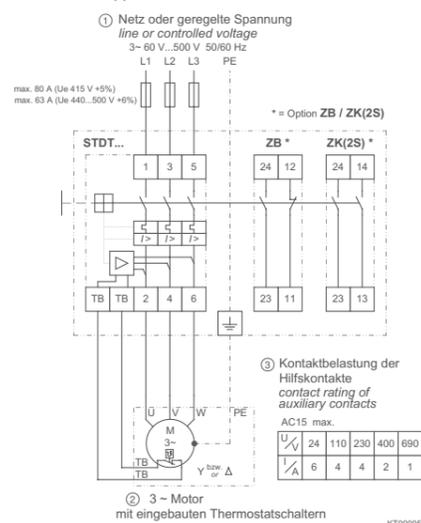 ① Netz oder geregelte Spannung
line or controlled voltage
3~ 60 V...500 V 50/60 Hz
L1 L2 L3 PE
max. 80 A (Ue 415 V +5%)
max. 63 A (Ue 440...500 V +6%)
* = Option ZB / ZK(2S)
STDT... ZB * ZK(2S) *
1 3 5 24 12 24 14
I > I > I >
TB TB 2 4 6 23 11 23 13
③ Kontaktbelastung der
Hilfskontakte
contact rating of
auxiliary contacts
AC15 max.
U/V 24 110 230 400 690
I/A 6 4 4 2 1
U V W PE
M
3~
TB
TB
Y bzw. or Δ
② 3 ~ Motor
mit eingebauten Thermostatschaltern